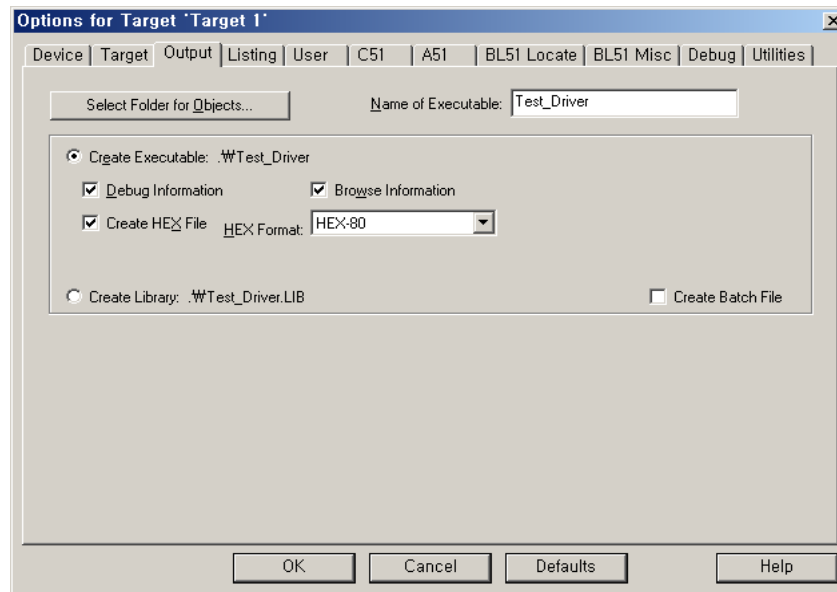 Options for Target 'Target 1'
Device Target Output Listing User C51 A51 BL51 Locate BL51 Misc Debug Utilities
Select Folder for Objects... Name of Executable: Test_Driver
Create Executable: .₩Test_Driver
Debug Information Browse Information
Create HEX File HEX Format: HEX-80
Create Library: .₩Test_Driver.LIB Create Batch File
OK Cancel Defaults Help